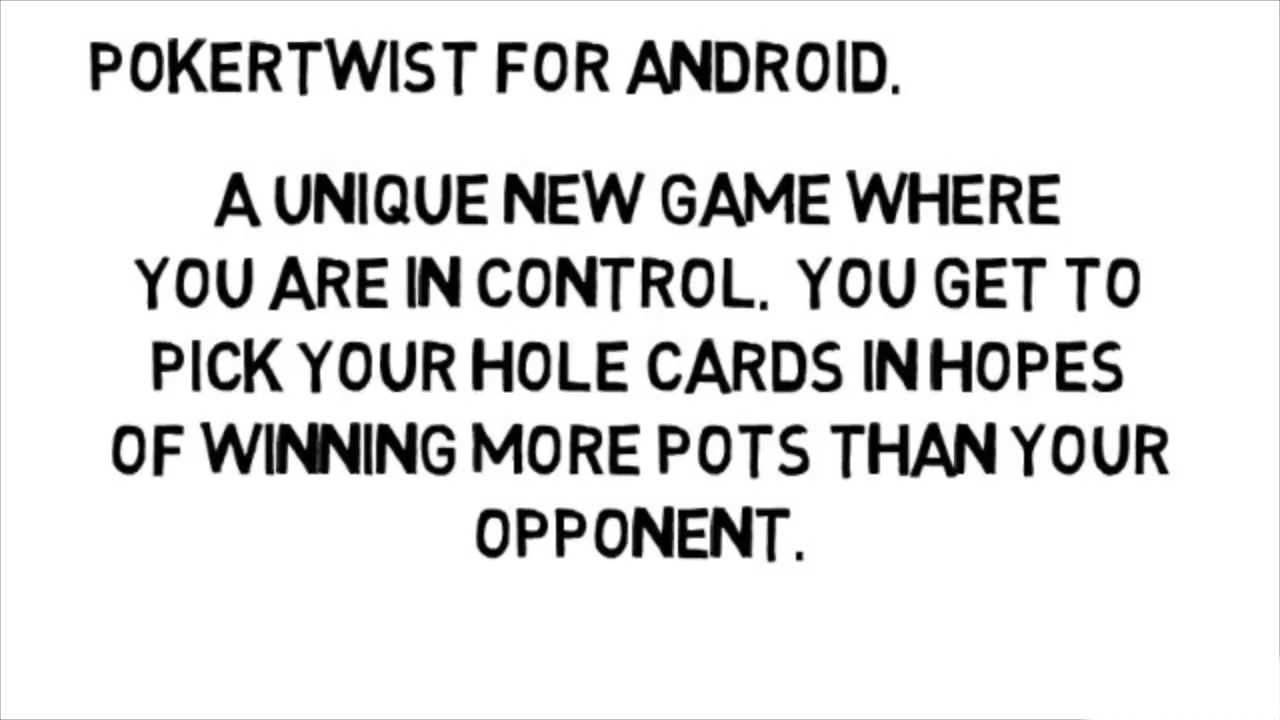 POKERTWIST FOR ANDROID.
A UNIQUE NEW GAME WHERE
YOU ARE IN CONTROL. YOU GET TO
PICK YOUR HOLE CARDS IN HOPES
OF WINNING MORE POTS THAN YOUR
OPPONENT.